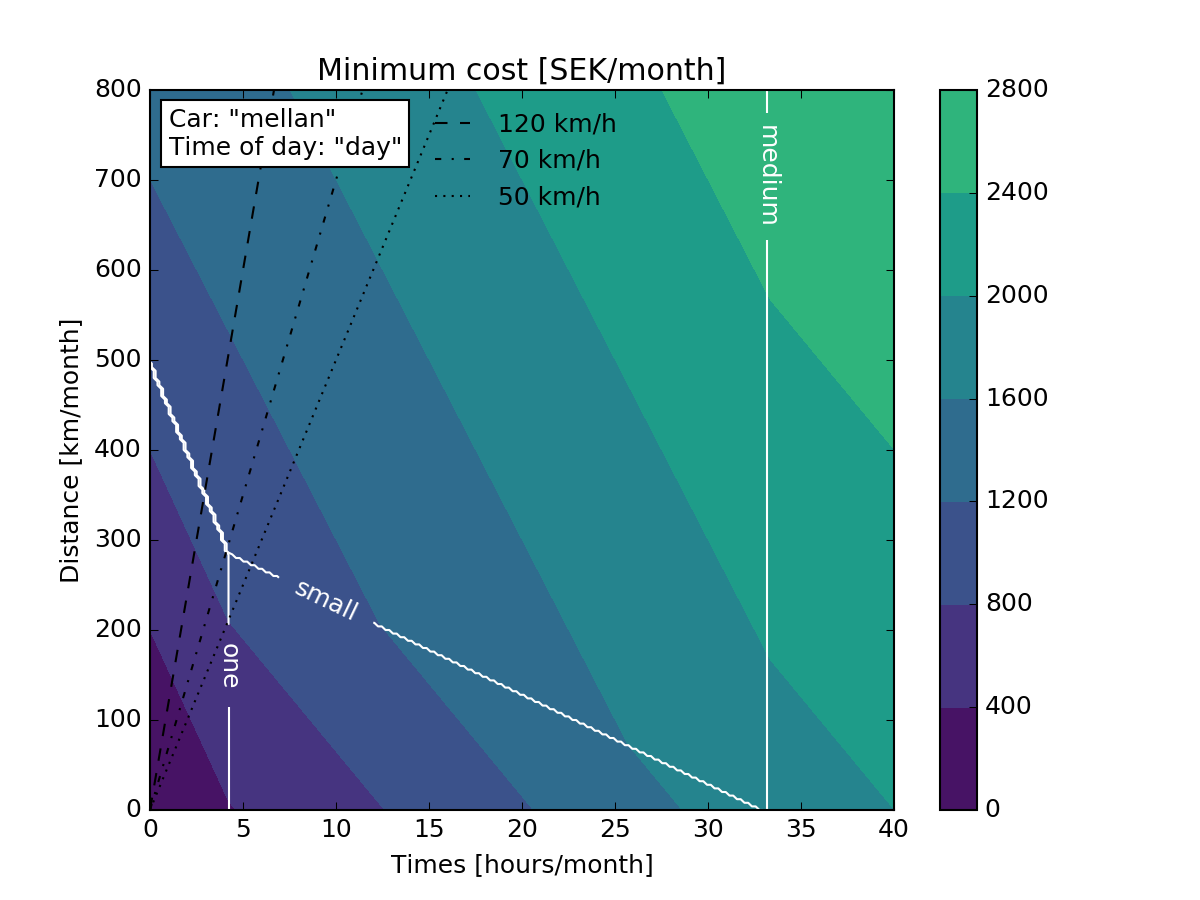 Minimum cost [SEK/month]
Car: "mellan"
Time of day: "day"
120 km/h
70 km/h
50 km/h
medium
small
one
800
700
600
500
400
300
200
100
0
Distance [km/month]
0 5 10 15 20 25 30 35 40
Times [hours/month]
2800
2400
2000
1600
1200
800
400
0